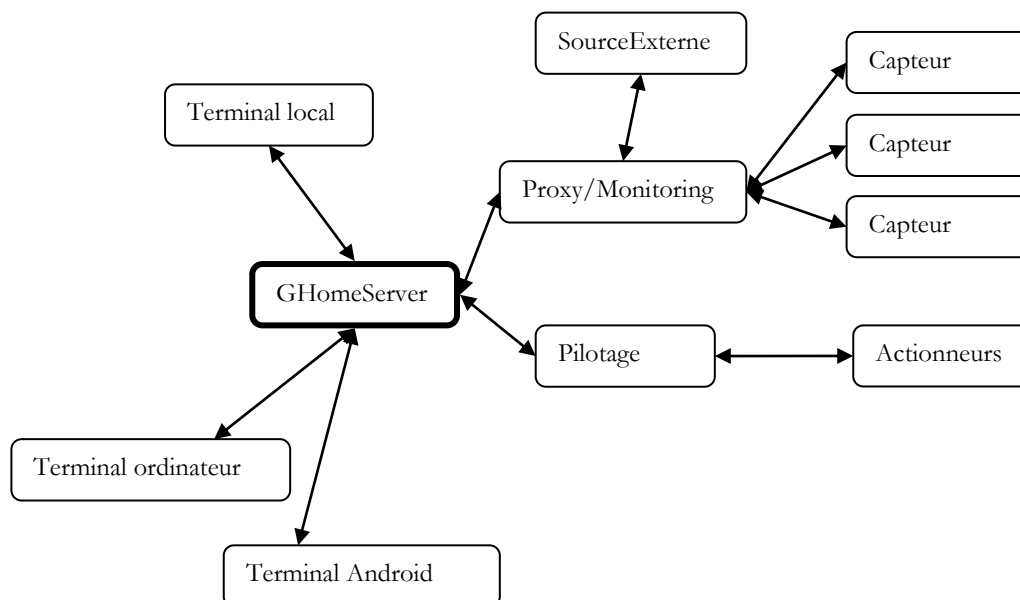 SourceExterne
Capteur
Terminal local
Capteur
Proxy/Monitoring
Capteur
GHomeServer
Pilotage
Actionneurs
Terminal ordinateur
Terminal Android